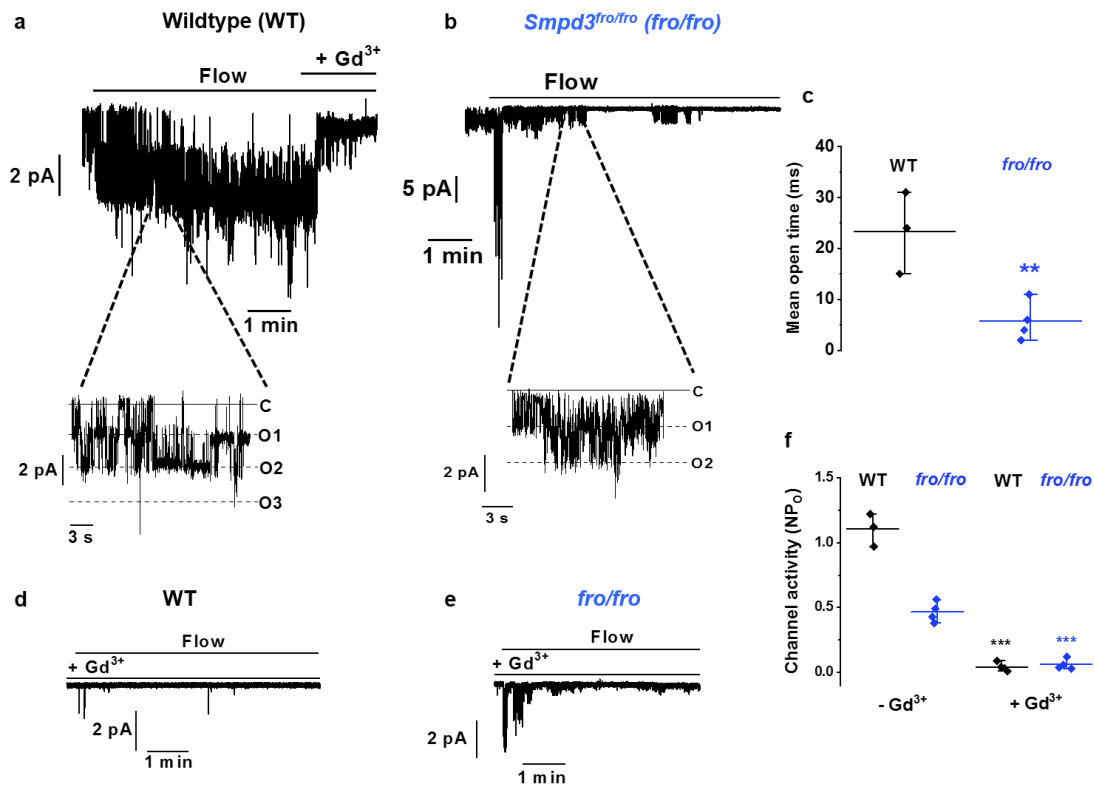 a
Wildtype (WT)
+ Gd³⁺
Flow
2 pA
1 min
C
O1
O2
O3
2 pA
3 s
b
Smpd3ᶠʳᵒ/ᶠʳᵒ (fro/fro)
Flow
5 pA
1 min
C
O1
O2
2 pA
3 s
c
40
30
20
10
0
Mean open time (ms)
WT
fro/fro
**
d
WT
Flow
+ Gd³⁺
2 pA
1 min
e
fro/fro
Flow
+ Gd³⁺
2 pA
1 min
f
WT
fro/fro
WT
fro/fro
1.5
1.0
0.5
0.0
Channel activity (NPO)
***
***
- Gd³⁺
+ Gd³⁺